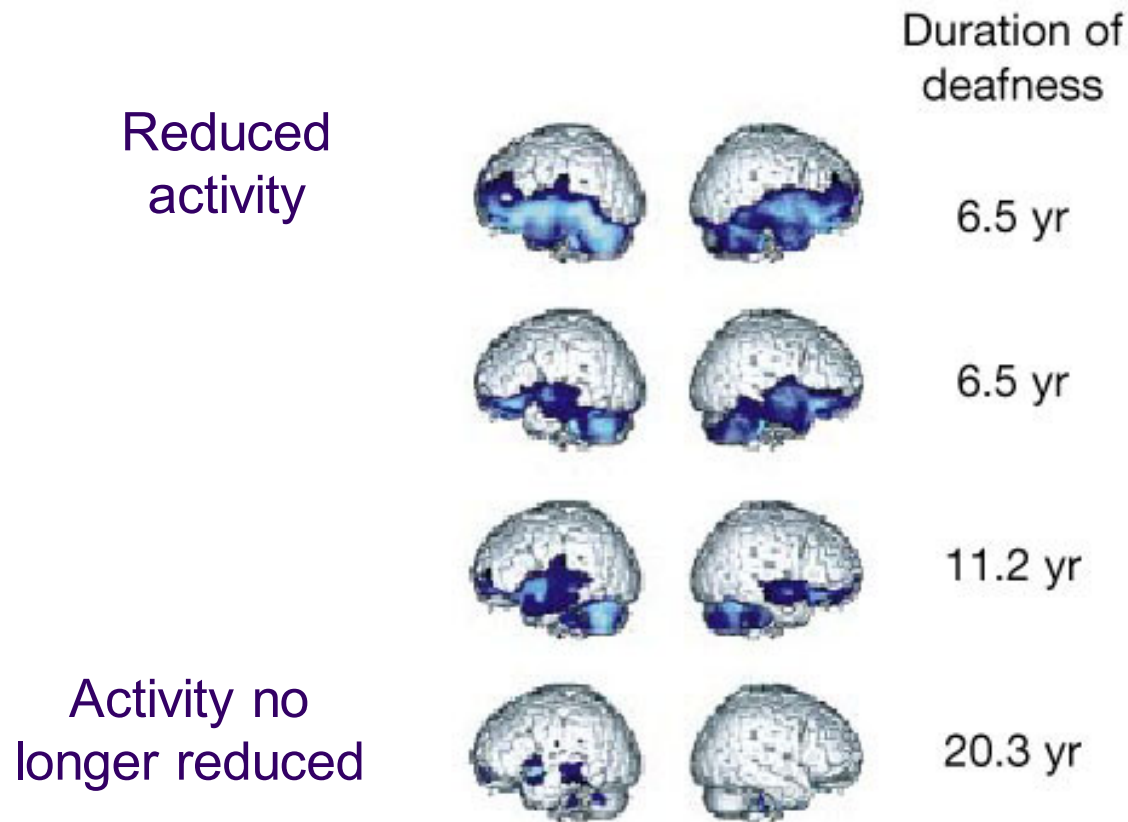 Duration of
deafness
Reduced
activity
6.5 yr
6.5 yr
11.2 yr
Activity no
longer reduced
20.3 yr